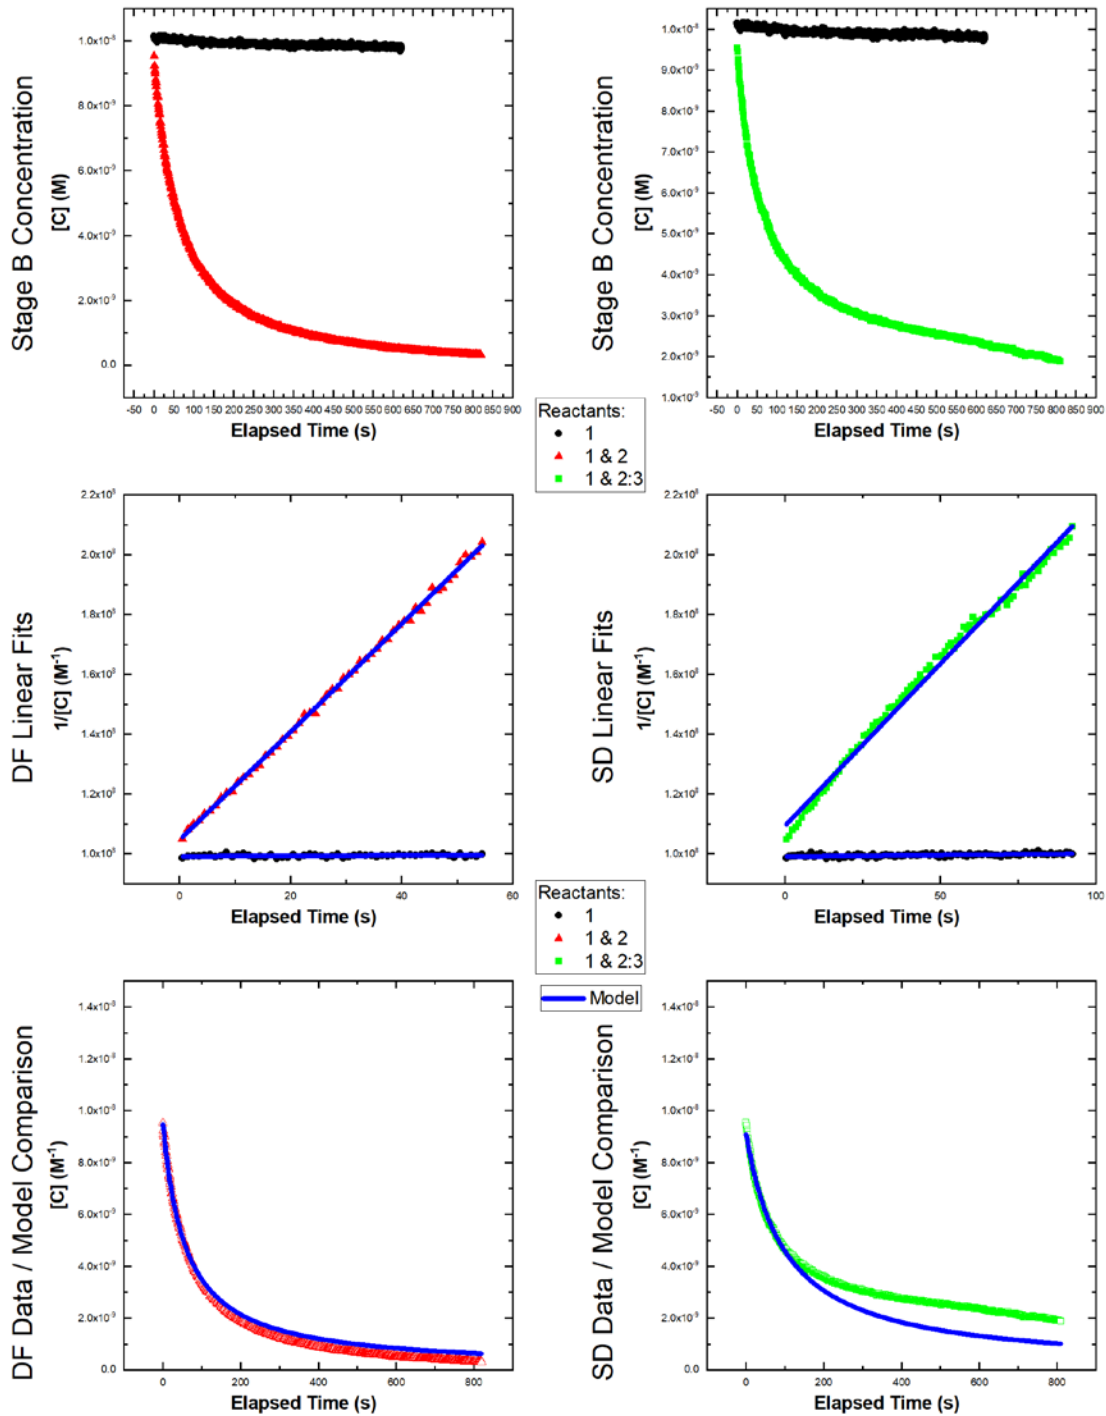 Stage B Concentration
[C] (M)
1.0x10⁻⁸
8.0x10⁻⁹
6.0x10⁻⁹
4.0x10⁻⁹
2.0x10⁻⁹
0.0
-50 0 50 100 150 200 250 300 350 400 450 500 550 600 650 700 750 800 850 900
Elapsed Time (s)
Stage B Concentration
[C] (M)
1.0x10⁻⁸
9.0x10⁻⁹
8.0x10⁻⁹
7.0x10⁻⁹
6.0x10⁻⁹
5.0x10⁻⁹
4.0x10⁻⁹
3.0x10⁻⁹
2.0x10⁻⁹
1.0x10⁻⁹
-50 0 50 100 150 200 250 300 350 400 450 500 550 600 650 700 750 800 850 900
Elapsed Time (s)
Reactants:
1
1 & 2
1 & 2:3
DF Linear Fits
1/[C] (M⁻¹)
2.2x10⁸
2.0x10⁸
1.8x10⁸
1.6x10⁸
1.4x10⁸
1.2x10⁸
1.0x10⁸
0 20 40 60
Elapsed Time (s)
SD Linear Fits
1/[C] (M⁻¹)
2.2x10⁸
2.0x10⁸
1.8x10⁸
1.6x10⁸
1.4x10⁸
1.2x10⁸
1.0x10⁸
0 50 100
Elapsed Time (s)
Reactants:
1
1 & 2
1 & 2:3
Model
DF Data / Model Comparison
[C] (M⁻¹)
1.4x10⁻⁸
1.2x10⁻⁸
1.0x10⁻⁸
8.0x10⁻⁹
6.0x10⁻⁹
4.0x10⁻⁹
2.0x10⁻⁹
0.0
0 200 400 600 800
Elapsed Time (s)
SD Data / Model Comparison
[C] (M⁻¹)
1.4x10⁻⁸
1.2x10⁻⁸
1.0x10⁻⁸
8.0x10⁻⁹
6.0x10⁻⁹
4.0x10⁻⁹
2.0x10⁻⁹
0.0
0 200 400 600 800
Elapsed Time (s)